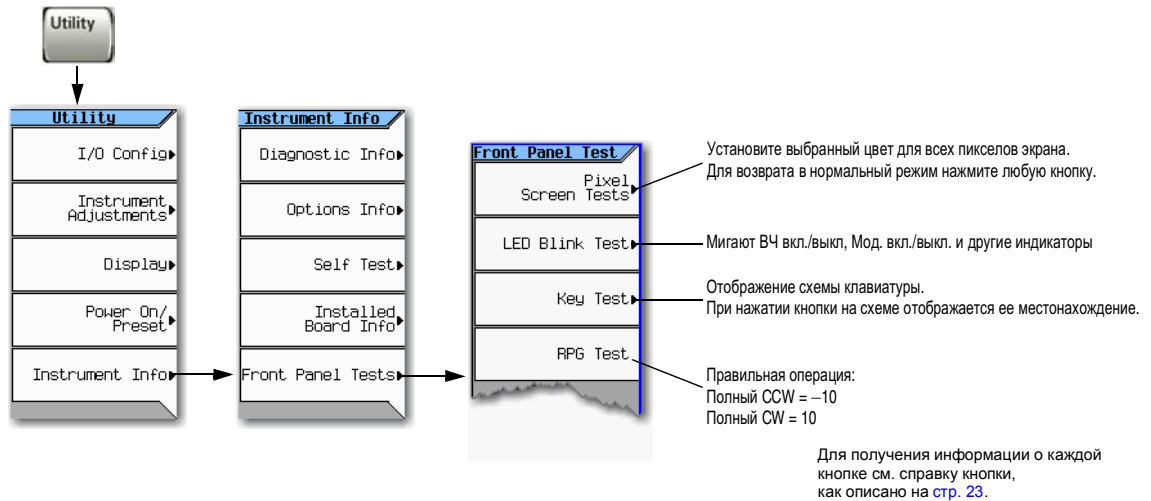 Utility
Utility
I/O Config
Instrument
Adjustments
Display
Power On/
Preset
Instrument Info
Instrument Info
Diagnostic Info
Options Info
Self Test
Installed
Board Info
Front Panel Tests
Front Panel Test
Pixel
Screen Tests
LED Blink Test
Key Test
RPG Test
Установите выбранный цвет для всех пикселов экрана.
Для возврата в нормальный режим нажмите любую кнопку.
Мигают ВЧ вкл./выкл, Мод. вкл./выкл. и другие индикаторы
Отображение схемы клавиатуры.
При нажатии кнопки на схеме отображается ее местонахождение.
Правильная операция:
Полный CCW = −10
Полный CW = 10
Для получения информации о каждой
кнопке см. справку кнопки,
как описано на стр. 23.